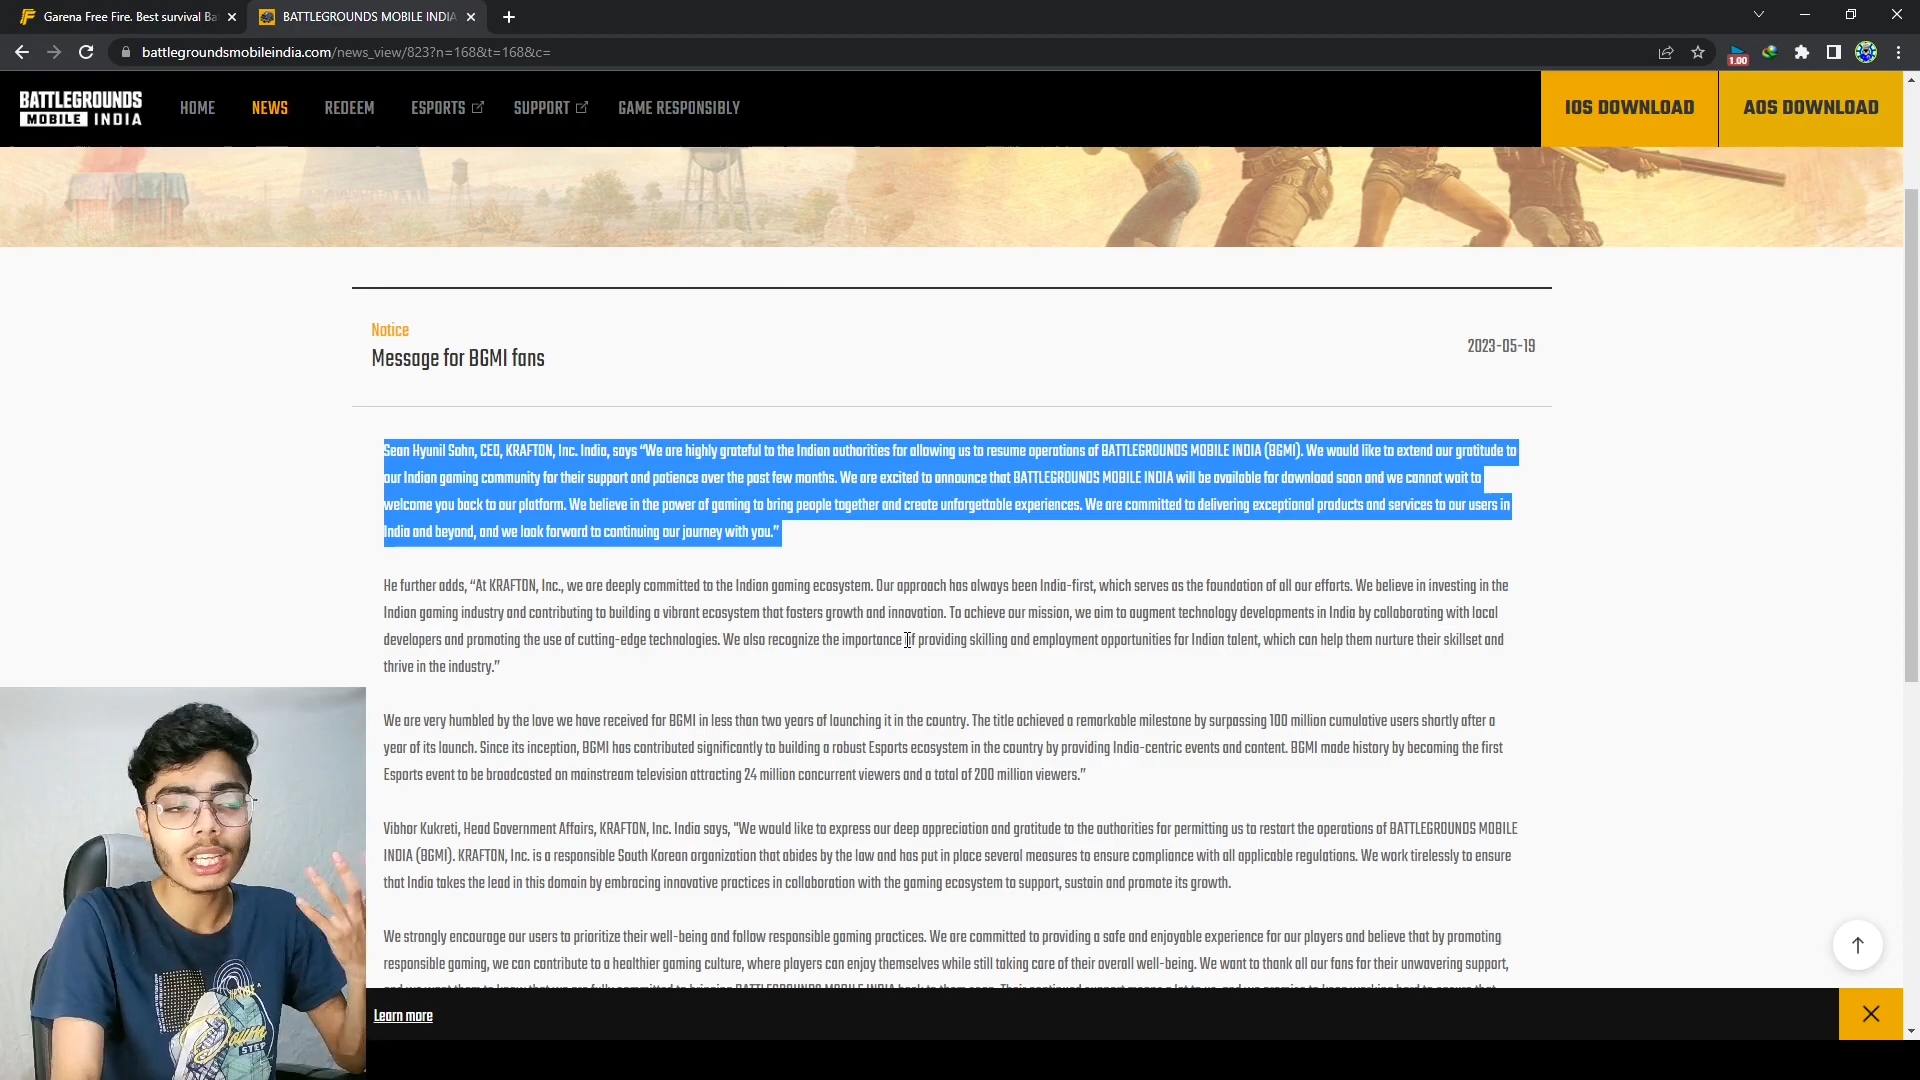 Garena Free Fire. Best survival Ba
BATTLEGROUNDS MOBILE INDIA
battlegroundsmobileindia.com/news_view/823?n=168&t=168&c=
1.00
BATTLEGROUNDS
MOBILE INDIA
HOME
NEWS
REDEEM
ESPORTS
SUPPORT
GAME RESPONSIBLY
IOS DOWNLOAD
AOS DOWNLOAD
Notice
Message for BGMI fans
2023-05-19
Sean Hyunil Sohn, CEO, KRAFTON, Inc. India, says “We are highly grateful to the Indian authorities for allowing us to resume operations of BATTLEGROUNDS MOBILE INDIA (BGMI). We would like to extend our gratitude to
our Indian gaming community for their support and patience over the past few months. We are excited to announce that BATTLEGROUNDS MOBILE INDIA will be available for download soon and we cannot wait to
welcome you back to our platform. We believe in the power of gaming to bring people together and create unforgettable experiences. We are committed to delivering exceptional products and services to our users in
India and beyond, and we look forward to continuing our journey with you.”
He further adds, “At KRAFTON, Inc., we are deeply committed to the Indian gaming ecosystem. Our approach has always been India-first, which serves as the foundation of all our efforts. We believe in investing in the
Indian gaming industry and contributing to building a vibrant ecosystem that fosters growth and innovation. To achieve our mission, we aim to augment technology developments in India by collaborating with local
developers and promoting the use of cutting-edge technologies. We also recognize the importance of providing skilling and employment opportunities for Indian talent, which can help them nurture their skillset and
thrive in the industry.”
We are very humbled by the love we have received for BGMI in less than two years of launching it in the country. The title achieved a remarkable milestone by surpassing 100 million cumulative users shortly after a
year of its launch. Since its inception, BGMI has contributed significantly to building a robust Esports ecosystem in the country by providing India-centric events and content. BGMI made history by becoming the first
Esports event to be broadcasted on mainstream television attracting 24 million concurrent viewers and a total of 200 million viewers.”
Vibhor Kukreti, Head Government Affairs, KRAFTON, Inc. India says, "We would like to express our deep appreciation and gratitude to the authorities for permitting us to restart the operations of BATTLEGROUNDS MOBILE
INDIA (BGMI). KRAFTON, Inc. is a responsible South Korean organization that abides by the law and has put in place several measures to ensure compliance with all applicable regulations. We work tirelessly to ensure
that India takes the lead in this domain by embracing innovative practices in collaboration with the gaming ecosystem to support, sustain and promote its growth.
We strongly encourage our users to prioritize their well-being and follow responsible gaming practices. We are committed to providing a safe and enjoyable experience for our players and believe that by promoting
responsible gaming, we can contribute to a healthier gaming culture, where players can enjoy themselves while still taking care of their overall well-being. We want to thank all our fans for their unwavering support,
Learn more
STEP